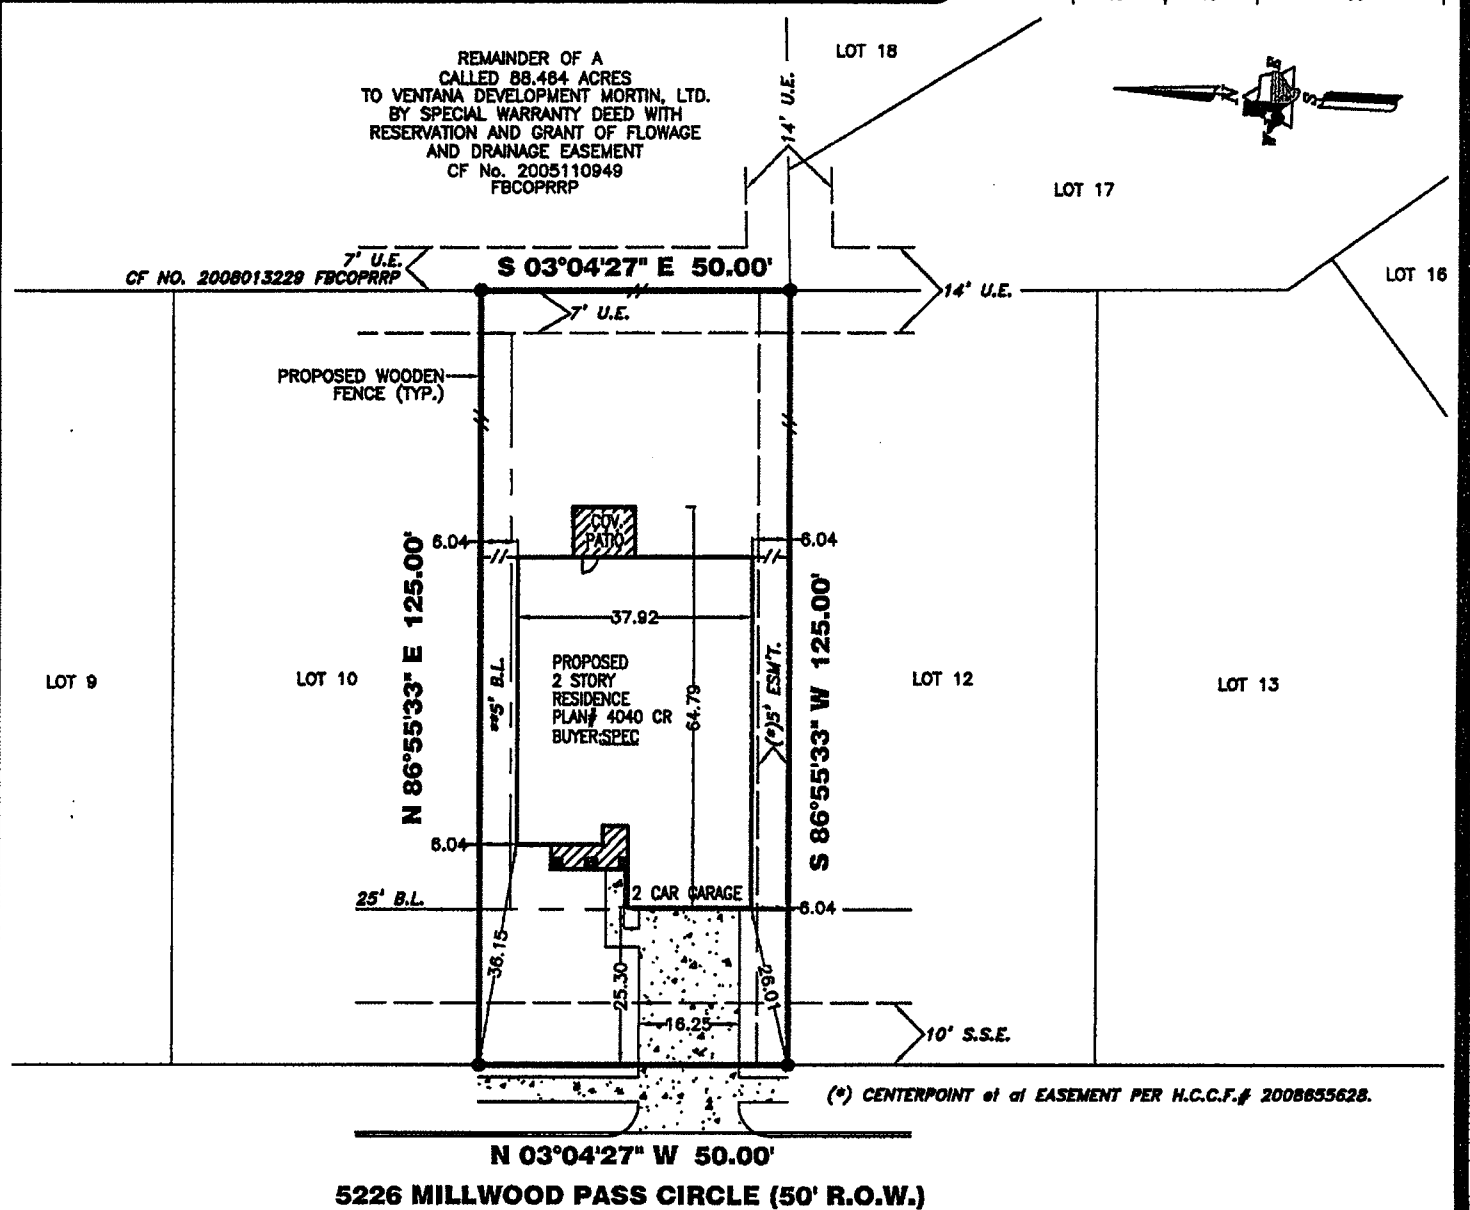 REMAINDER OF A
CALLED 88.464 ACRES
TO VENTANA DEVELOPMENT MORTIN, LTD.
BY SPECIAL WARRANTY DEED WITH
RESERVATION AND GRANT OF FLOWAGE
AND DRAINAGE EASEMENT
CF No. 2005110949
FBCOPRRP
LOT 18
14' U.E.
N
E
S
W
LOT 17
LOT 16
7' U.E.
CF NO. 2008013229 FBCOPRRP
S 03°04'27" E 50.00'
7' U.E.
14' U.E.
PROPOSED WOODEN
FENCE (TYP.)
COV.
PATIO
6.04
6.04
37.92
N 86°55'33" E 125.00'
S 86°55'33" W 125.00'
LOT 9
LOT 10
**5' B.L.
PROPOSED
2 STORY
RESIDENCE
PLAN# 4040 CR
BUYER:SPEC
64.79
(*)5' ESM'T.
LOT 12
LOT 13
6.04
2 CAR GARAGE
25' B.L.
6.04
36.15
25.30
26.01
16.25
10' S.S.E.
(*) CENTERPOINT et al EASEMENT PER H.C.C.F.# 2008655628.
N 03°04'27" W 50.00'
5226 MILLWOOD PASS CIRCLE (50' R.O.W.)